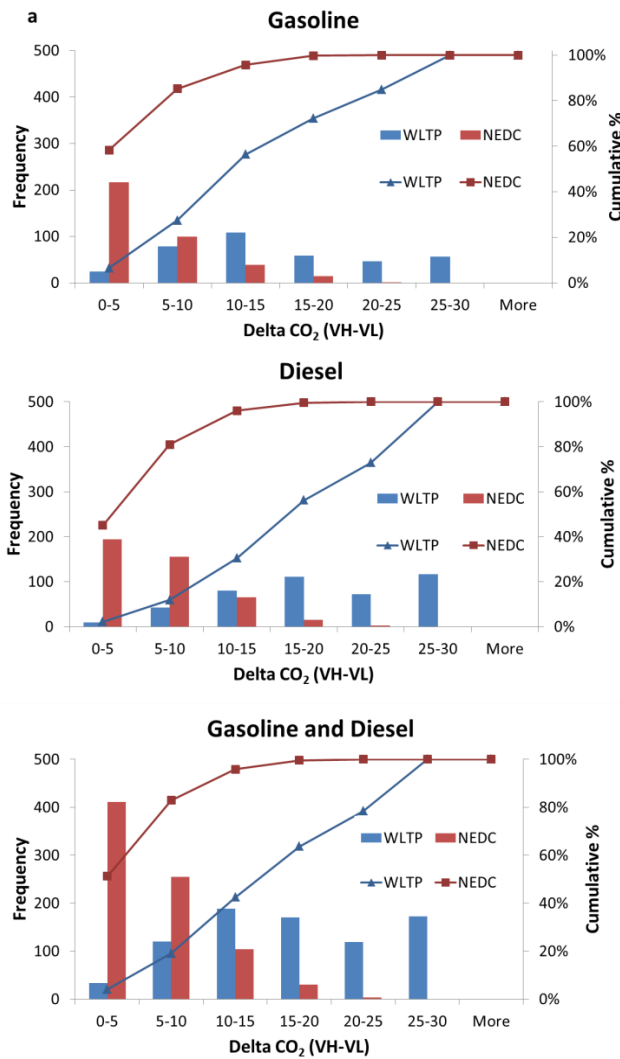 a
Gasoline
500
400
300
200
100
0
Frequency
100%
80%
60%
40%
20%
0%
Cumulative %
WLTP NEDC
WLTP NEDC
0-5 5-10 10-15 15-20 20-25 25-30 More
Delta CO₂ (VH-VL)
Diesel
500
400
300
200
100
0
Frequency
100%
80%
60%
40%
20%
0%
Cumulative %
WLTP NEDC
WLTP NEDC
0-5 5-10 10-15 15-20 20-25 25-30 More
Delta CO₂ (VH-VL)
Gasoline and Diesel
500
400
300
200
100
0
Frequency
100%
80%
60%
40%
20%
0%
Cumulative %
WLTP NEDC
WLTP NEDC
0-5 5-10 10-15 15-20 20-25 25-30 More
Delta CO₂ (VH-VL)